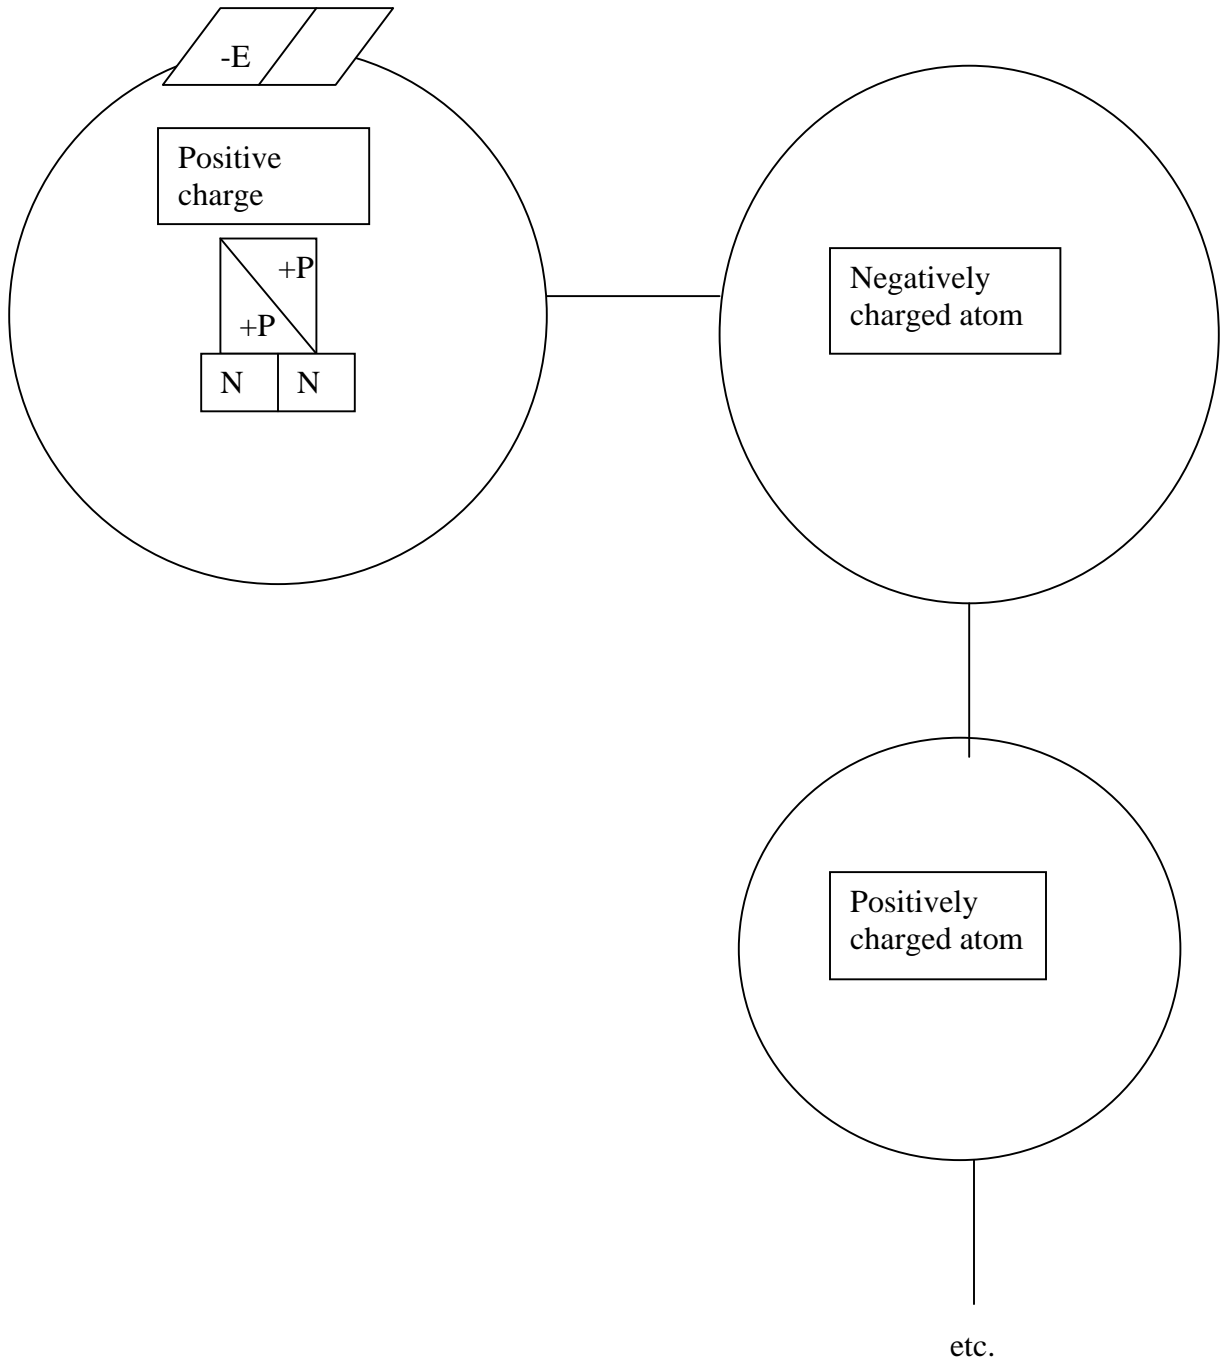 -E
Positive
charge
+P
+P
N N
Negatively
charged atom
Positively
charged atom
etc.